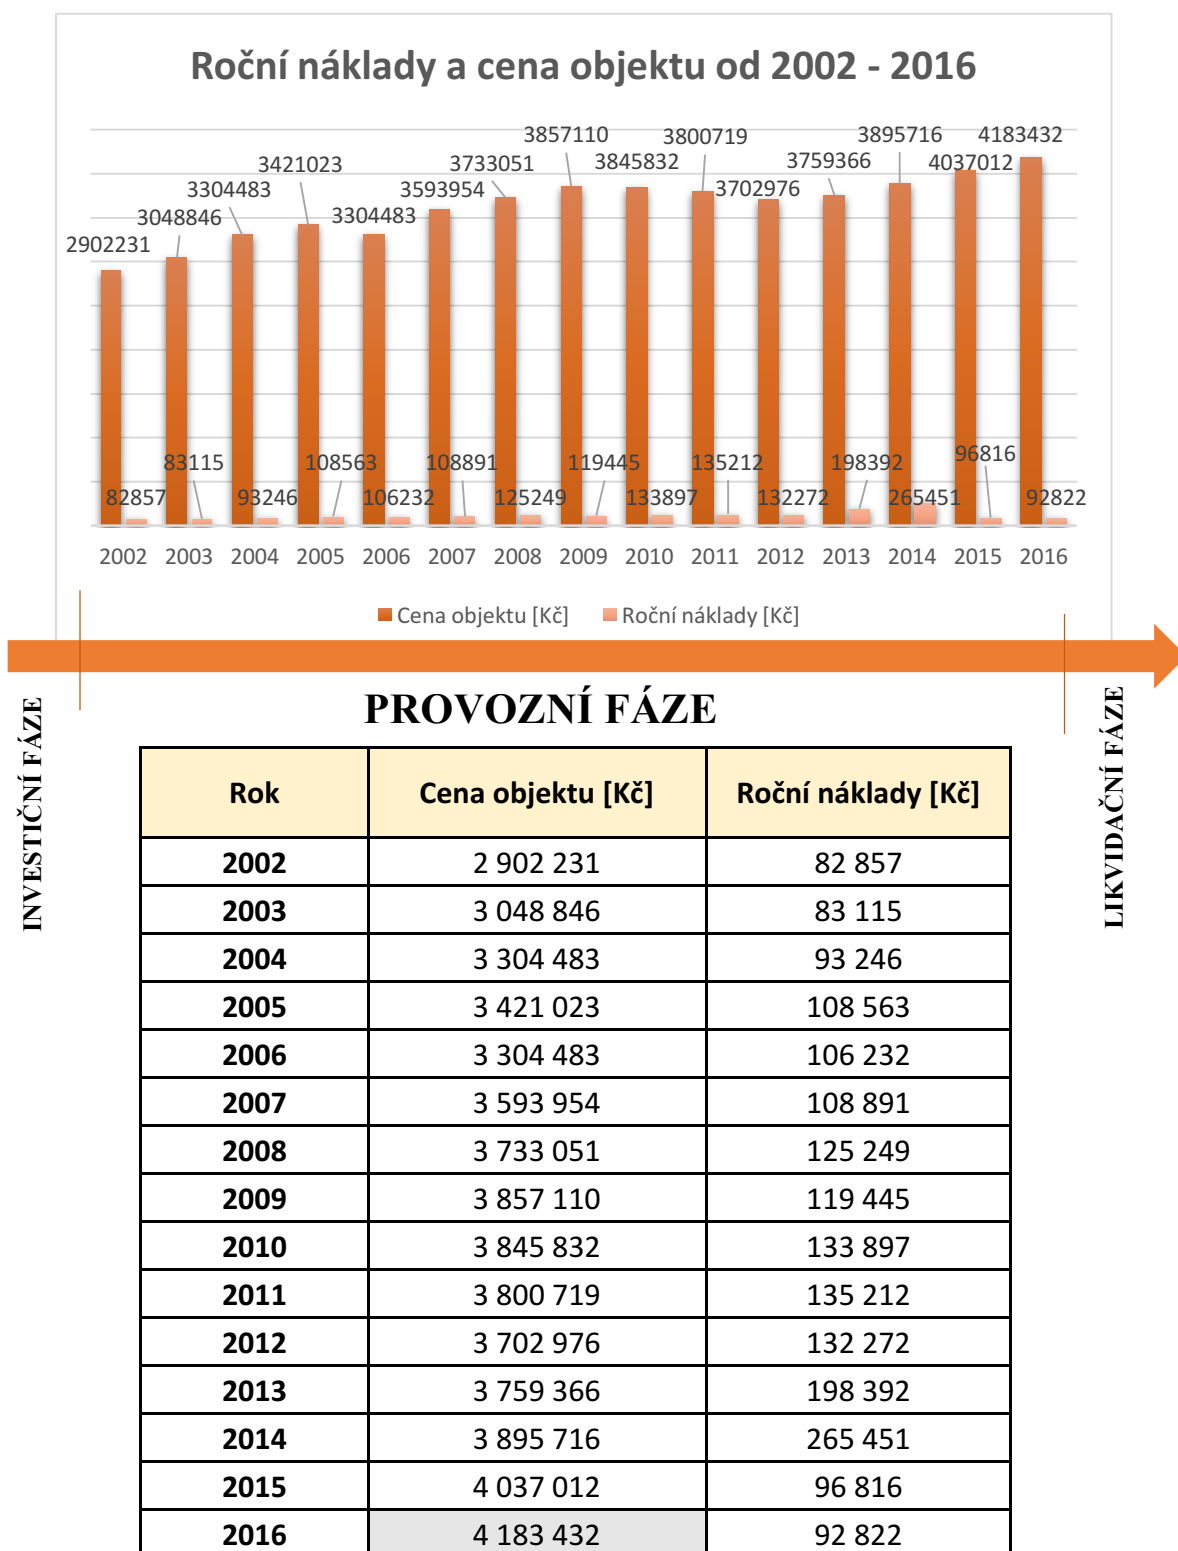 Roční náklady a cena objektu od 2002 - 2016
2902231
3048846
3304483
3421023
3304483
3593954
3733051
3857110
3845832
3800719
3702976
3759366
3895716
4037012
4183432
82857
83115
93246
108563
106232
108891
125249
119445
133897
135212
132272
198392
265451
96816
92822
2002 2003 2004 2005 2006 2007 2008 2009 2010 2011 2012 2013 2014 2015 2016
Cena objektu [Kč] Roční náklady [Kč]
INVESTIČNÍ FÁZE
PROVOZNÍ FÁZE
LIKVIDAČNÍ FÁZE
Rok Cena objektu [Kč] Roční náklady [Kč]
2002 2 902 231 82 857
2003 3 048 846 83 115
2004 3 304 483 93 246
2005 3 421 023 108 563
2006 3 304 483 106 232
2007 3 593 954 108 891
2008 3 733 051 125 249
2009 3 857 110 119 445
2010 3 845 832 133 897
2011 3 800 719 135 212
2012 3 702 976 132 272
2013 3 759 366 198 392
2014 3 895 716 265 451
2015 4 037 012 96 816
2016 4 183 432 92 822